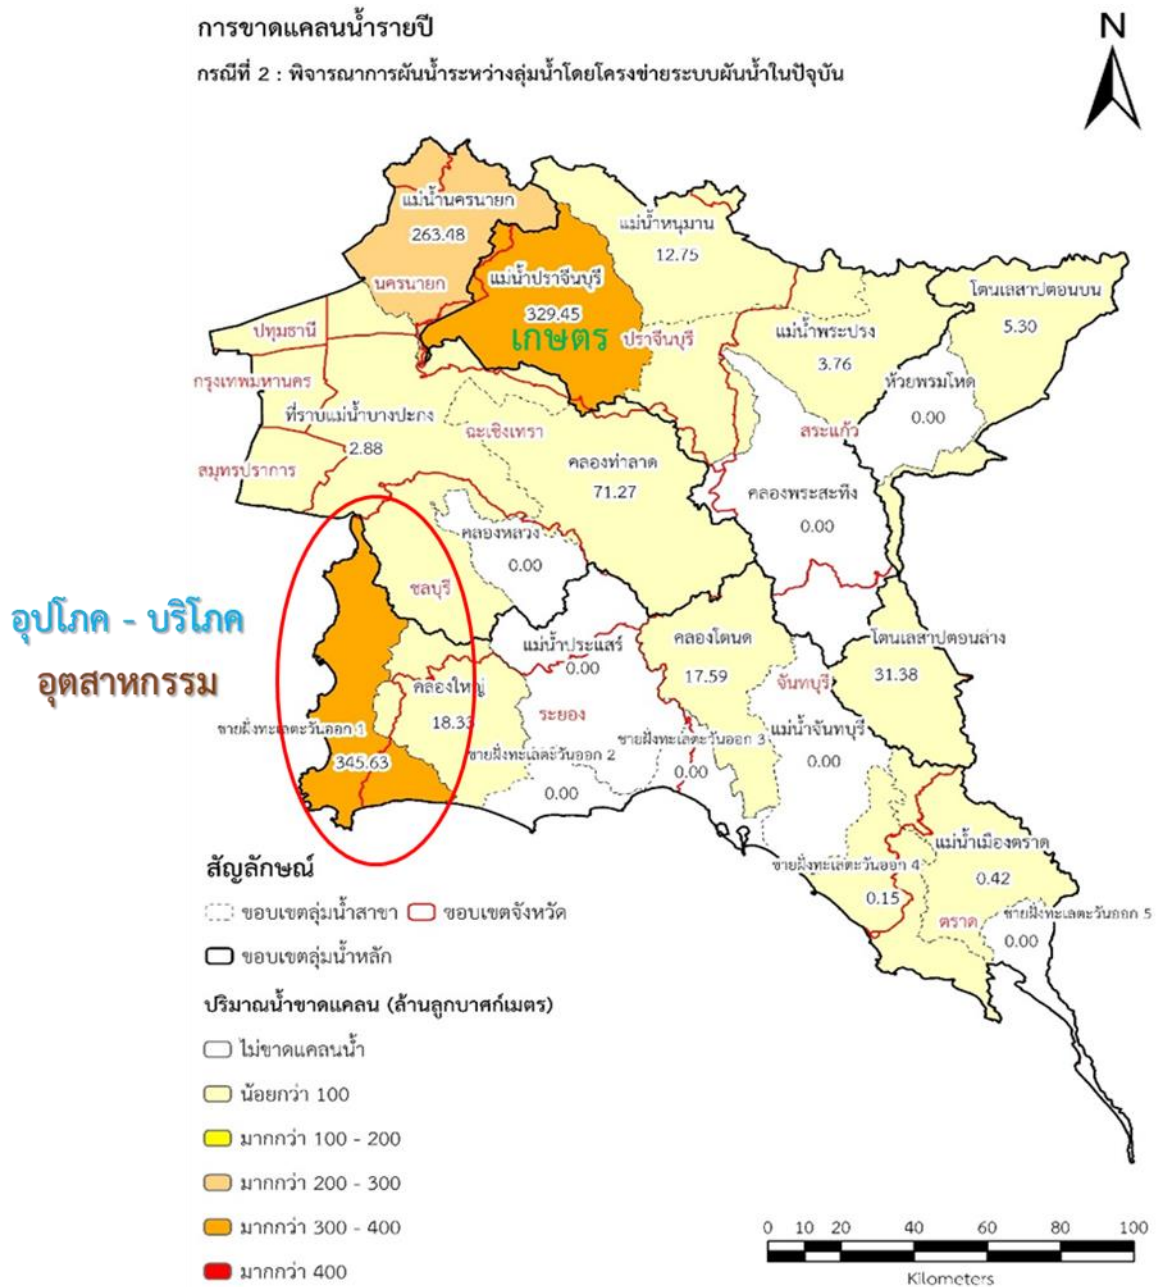 การขาดแคลนน้ำรายปี
กรณีที่ 2 : พิจารณาการผันน้ำระหว่างลุ่มน้ำโดยโครงข่ายระบบผันน้ำในปัจจุบัน
N
แม่น้ำนครนายก
263.48
นครนายก
แม่น้ำหนุมาน
12.75
แม่น้ำปราจีนบุรี
329.45
เกษตร
ปราจีนบุรี
โตนเลสาปตอนบน
5.30
แม่น้ำพระปรง
3.76
ห้วยพรมโหด
0.00
ปทุมธานี
กรุงเทพมหานคร
ที่ราบแม่น้ำบางปะกง
2.88
สมุทรปราการ
ฉะเชิงเทรา
สระแก้ว
คลองท่าลาด
71.27
คลองพระสะทึง
0.00
คลองหลวง
0.00
ชลบุรี
อุปโภค - บริโภค
อุตสาหกรรม
แม่น้ำประแสร์
0.00
คลองโตนด
17.59
โตนเลสาปตอนล่าง
31.38
จันทบุรี
คลองใหญ่
18.33
ระยอง
แม่น้ำจันทบุรี
0.00
ชายฝั่งทะเลตะวันออก 1
345.63
ชายฝั่งทะเลตะวันออก 2
0.00
ชายฝั่งทะเลตะวันออก 3
0.00
ชายฝั่งทะเลตะวันออก 4
0.15
แม่น้ำเมืองตราด
0.42
ตราด
ชายฝั่งทะเลตะวันออก 5
0.00
สัญลักษณ์
ขอบเขตลุ่มน้ำสาขา ขอบเขตจังหวัด
ขอบเขตลุ่มน้ำหลัก
ปริมาณน้ำขาดแคลน (ล้านลูกบาศก์เมตร)
ไม่ขาดแคลนน้ำ
น้อยกว่า 100
มากกว่า 100 - 200
มากกว่า 200 - 300
มากกว่า 300 - 400
มากกว่า 400
0 10 20 40 60 80 100
Kilometers